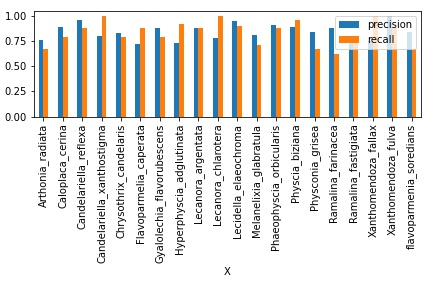 1.00
0.75
0.50
0.25
0.00
precision
recall
Arthonia_radiata
Caloplaca_cerina
Candelariella_reflexa
Candelariella_xanthostigma
Chrysothrix_candelaris
Flavoparmelia_caperata
Gyalolechia_flavorubescens
Hyperphyscia_adglutinata
Lecanora_argentata
Lecanora_chlarotera
Lecidella_elaeochroma
Melanelixia_glabratula
Phaeophyscia_orbicularis
Physcia_biziana
Physconia_grisea
Ramalina_farinacea
Ramalina_fastigiata
Xanthomendoza_fallax
Xanthomendoza_fulva
flavoparmenia_soredians
X